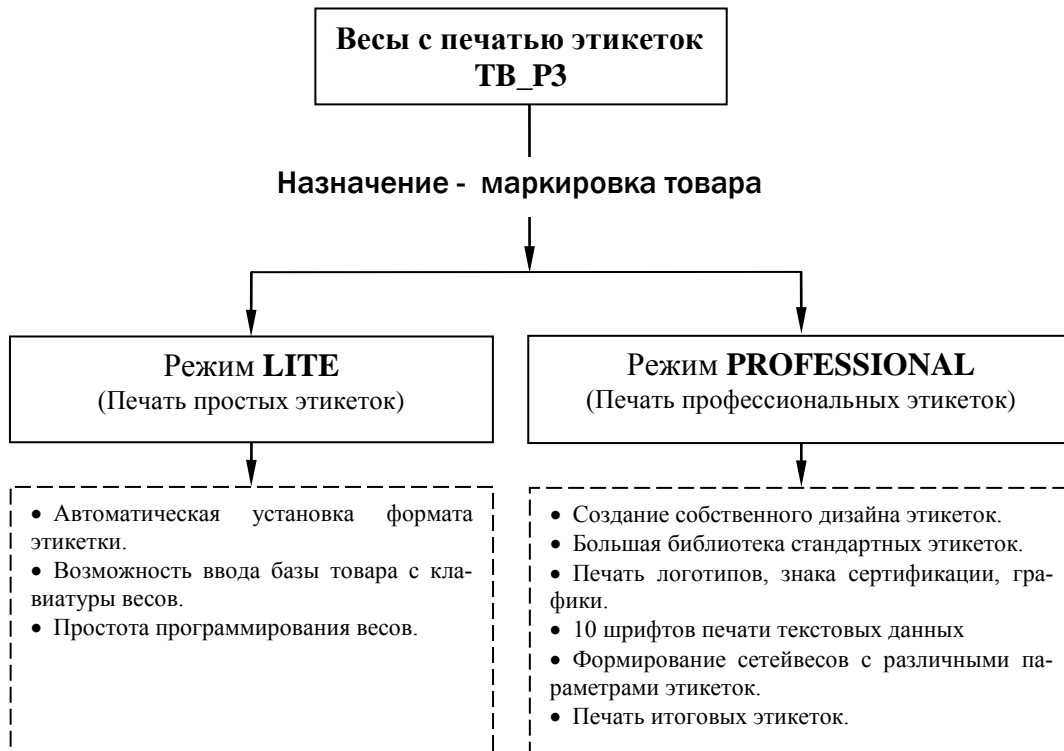 Весы с печатью этикеток
ТВ_Р3
Назначение - маркировка товара
Режим LITE
(Печать простых этикеток)
Режим PROFESSIONAL
(Печать профессиональных этикеток)
• Автоматическая установка формата
этикетки.
• Возможность ввода базы товара с кла-
виатуры весов.
• Простота программирования весов.
• Создание собственного дизайна этикеток.
• Большая библиотека стандартных этикеток.
• Печать логотипов, знака сертификации, гра-
фики.
• 10 шрифтов печати текстовых данных
• Формирование сетейвесов с различными па-
раметрами этикеток.
• Печать итоговых этикеток.